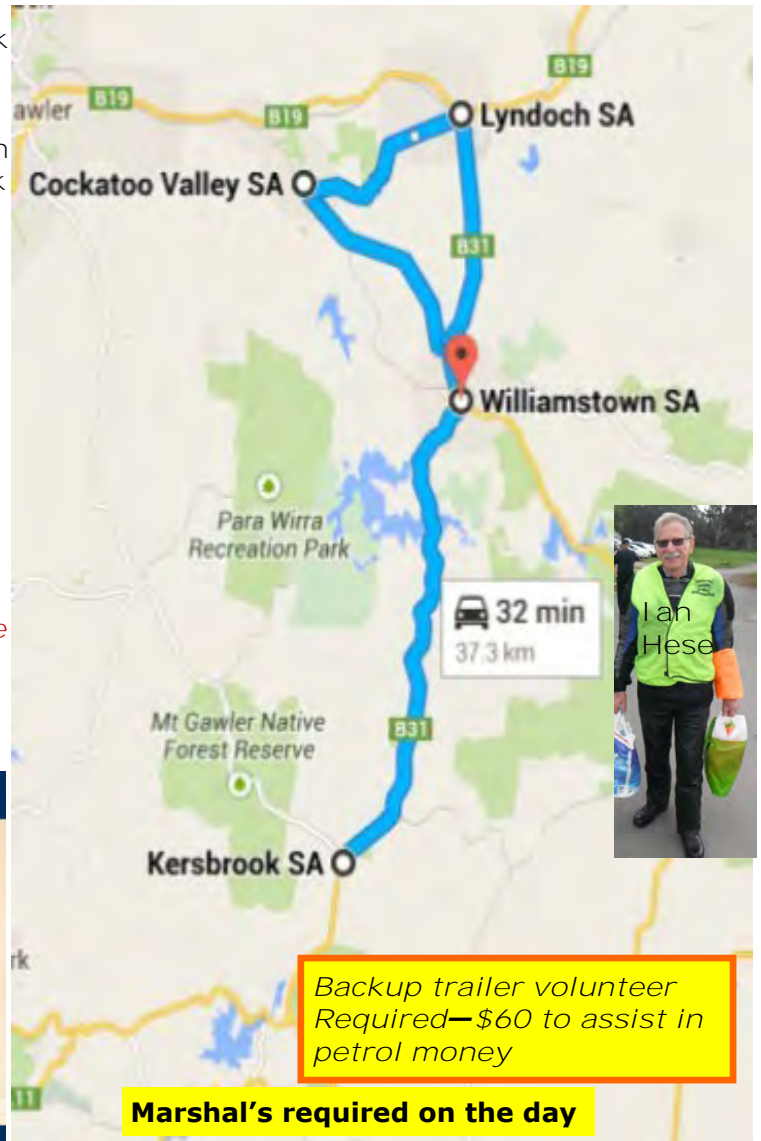 k
B19
awler
B19
B19
Lyndoch SA
n
k
Cockatoo Valley SA
B31
Williamstown SA
Para Wirra
Recreation Park
32 min
37.3 km
Ian
Hese
e
Mt Gawler Native
Forest Reserve
B31
Kersbrook SA
rk
Backup trailer volunteer
Required—$60 to assist in
petrol money
11
Marshal's required on the day